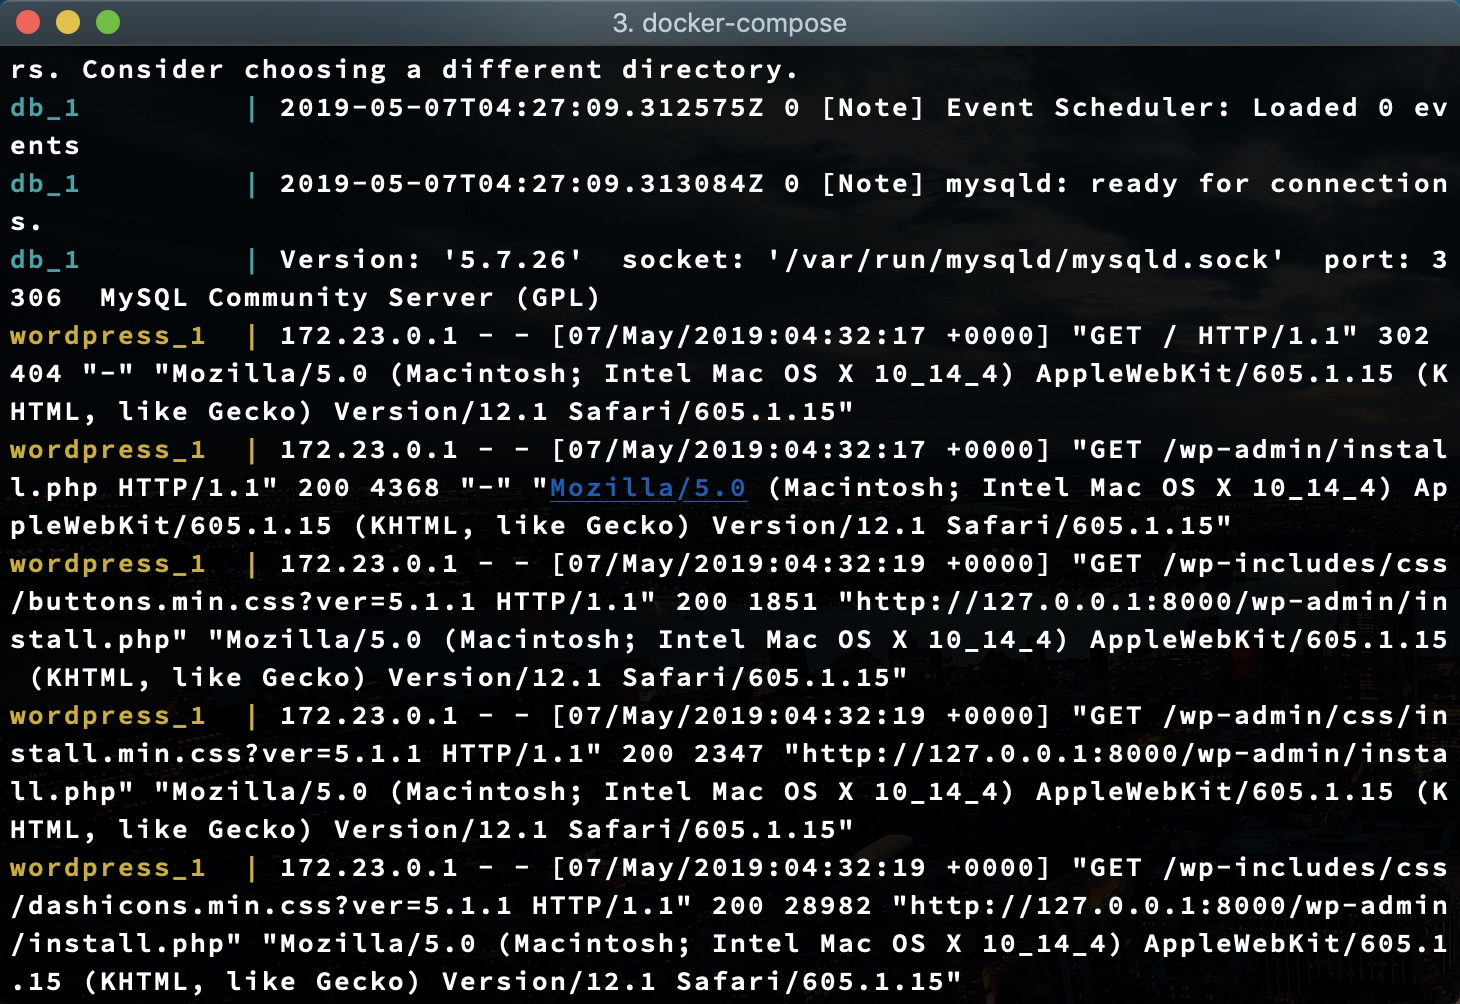 3. docker-compose
rs. Consider choosing a different directory.
db_1         | 2019-05-07T04:27:09.312575Z 0 [Note] Event Scheduler: Loaded 0 ev
ents
db_1         | 2019-05-07T04:27:09.313084Z 0 [Note] mysqld: ready for connection
s.
db_1         | Version: '5.7.26'  socket: '/var/run/mysqld/mysqld.sock'  port: 3
306  MySQL Community Server (GPL)
wordpress_1  | 172.23.0.1 - - [07/May/2019:04:32:17 +0000] "GET / HTTP/1.1" 302
404 "-" "Mozilla/5.0 (Macintosh; Intel Mac OS X 10_14_4) AppleWebKit/605.1.15 (K
HTML, like Gecko) Version/12.1 Safari/605.1.15"
wordpress_1  | 172.23.0.1 - - [07/May/2019:04:32:17 +0000] "GET /wp-admin/instal
l.php HTTP/1.1" 200 4368 "-" "Mozilla/5.0 (Macintosh; Intel Mac OS X 10_14_4) Ap
pleWebKit/605.1.15 (KHTML, like Gecko) Version/12.1 Safari/605.1.15"
wordpress_1  | 172.23.0.1 - - [07/May/2019:04:32:19 +0000] "GET /wp-includes/css
/buttons.min.css?ver=5.1.1 HTTP/1.1" 200 1851 "http://127.0.0.1:8000/wp-admin/in
stall.php" "Mozilla/5.0 (Macintosh; Intel Mac OS X 10_14_4) AppleWebKit/605.1.15
 (KHTML, like Gecko) Version/12.1 Safari/605.1.15"
wordpress_1  | 172.23.0.1 - - [07/May/2019:04:32:19 +0000] "GET /wp-admin/css/in
stall.min.css?ver=5.1.1 HTTP/1.1" 200 2347 "http://127.0.0.1:8000/wp-admin/insta
ll.php" "Mozilla/5.0 (Macintosh; Intel Mac OS X 10_14_4) AppleWebKit/605.1.15 (K
HTML, like Gecko) Version/12.1 Safari/605.1.15"
wordpress_1  | 172.23.0.1 - - [07/May/2019:04:32:19 +0000] "GET /wp-includes/css
/dashicons.min.css?ver=5.1.1 HTTP/1.1" 200 28982 "http://127.0.0.1:8000/wp-admin
/install.php" "Mozilla/5.0 (Macintosh; Intel Mac OS X 10_14_4) AppleWebKit/605.1
.15 (KHTML, like Gecko) Version/12.1 Safari/605.1.15"